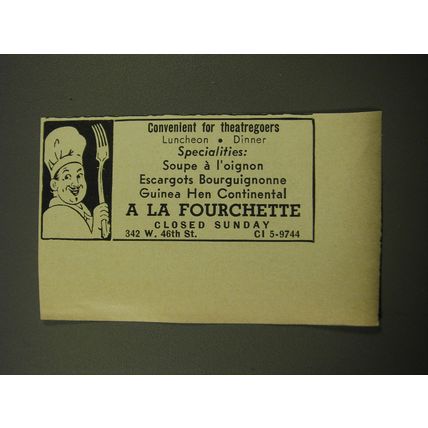 Convenient for theatregoers
Luncheon • Dinner
Specialities:
Soupe à l'oignon
Escargots Bourguignonne
Guinea Hen Continental
A LA FOURCHETTE
CLOSED SUNDAY
342 W. 46th St. CI 5-9744